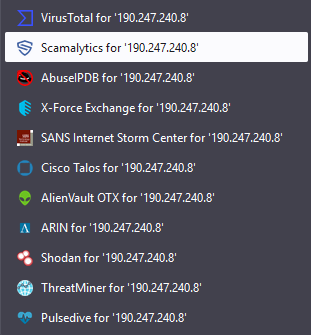 VirusTotal for '190.247.240.8'
Scamalytics for '190.247.240.8'
AbuseIPDB for '190.247.240.8'
X-Force Exchange for '190.247.240.8'
SANS Internet Storm Center for '190.247.240.8'
Cisco Talos for '190.247.240.8'
AlienVault OTX for '190.247.240.8'
ARIN for '190.247.240.8'
Shodan for '190.247.240.8'
ThreatMiner for '190.247.240.8'
Pulsedive for '190.247.240.8'